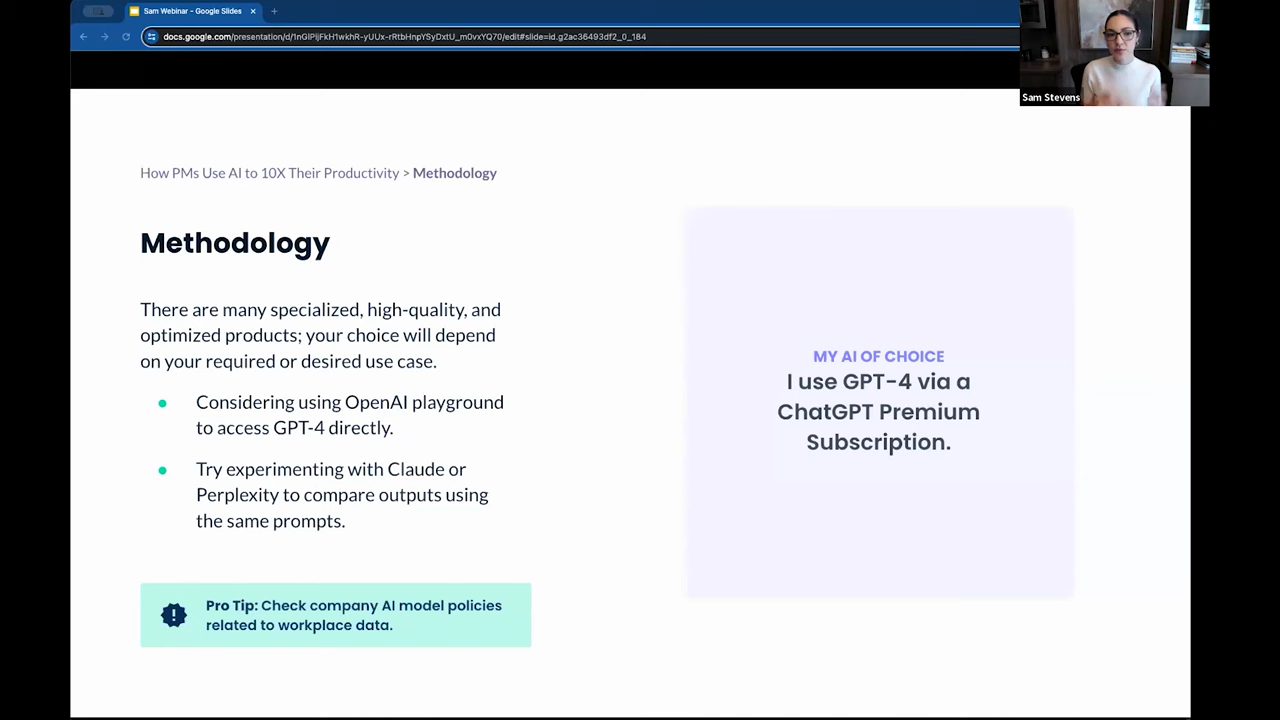 Sam Webinar - Google Slides
docs.google.com/presentation/d/1nGlPijFkH1wkhR-yUUx-rRtbHnpYSyDxtU_m0vxYQ70/edit#slide=id.g2ac36493df2_0_184
Sam Stevens
How PMs Use AI to 10X Their Productivity > Methodology
Methodology
There are many specialized, high-quality, and
optimized products; your choice will depend
on your required or desired use case.
Considering using OpenAI playground
to access GPT-4 directly.
Try experimenting with Claude or
Perplexity to compare outputs using
the same prompts.
Pro Tip: Check company AI model policies
related to workplace data.
MY AI OF CHOICE
I use GPT-4 via a
ChatGPT Premium
Subscription.